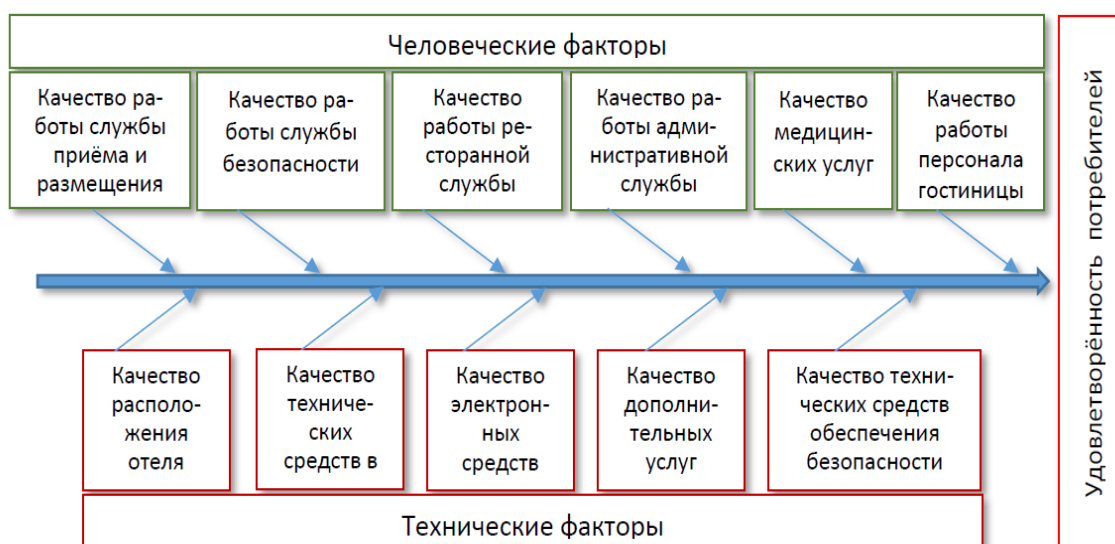 Человеческие факторы
Качество ра-
боты службы
приёма и
размещения
Качество ра-
боты службы
безопасности
Качество
работы ре-
сторанной
службы
Качество ра-
боты адми-
нистративной
службы
Качество
медицин-
ских услуг
Качество
работы
персонала
гостиницы
Удовлетворённость потребителей
Качество
располо-
жения
отеля
Качество
техниче-
ских
средств в
Качество
электрон-
ных
средств
Качество
дополни-
тельных
услуг
Качество техни-
ческих средств
обеспечения
безопасности
Технические факторы